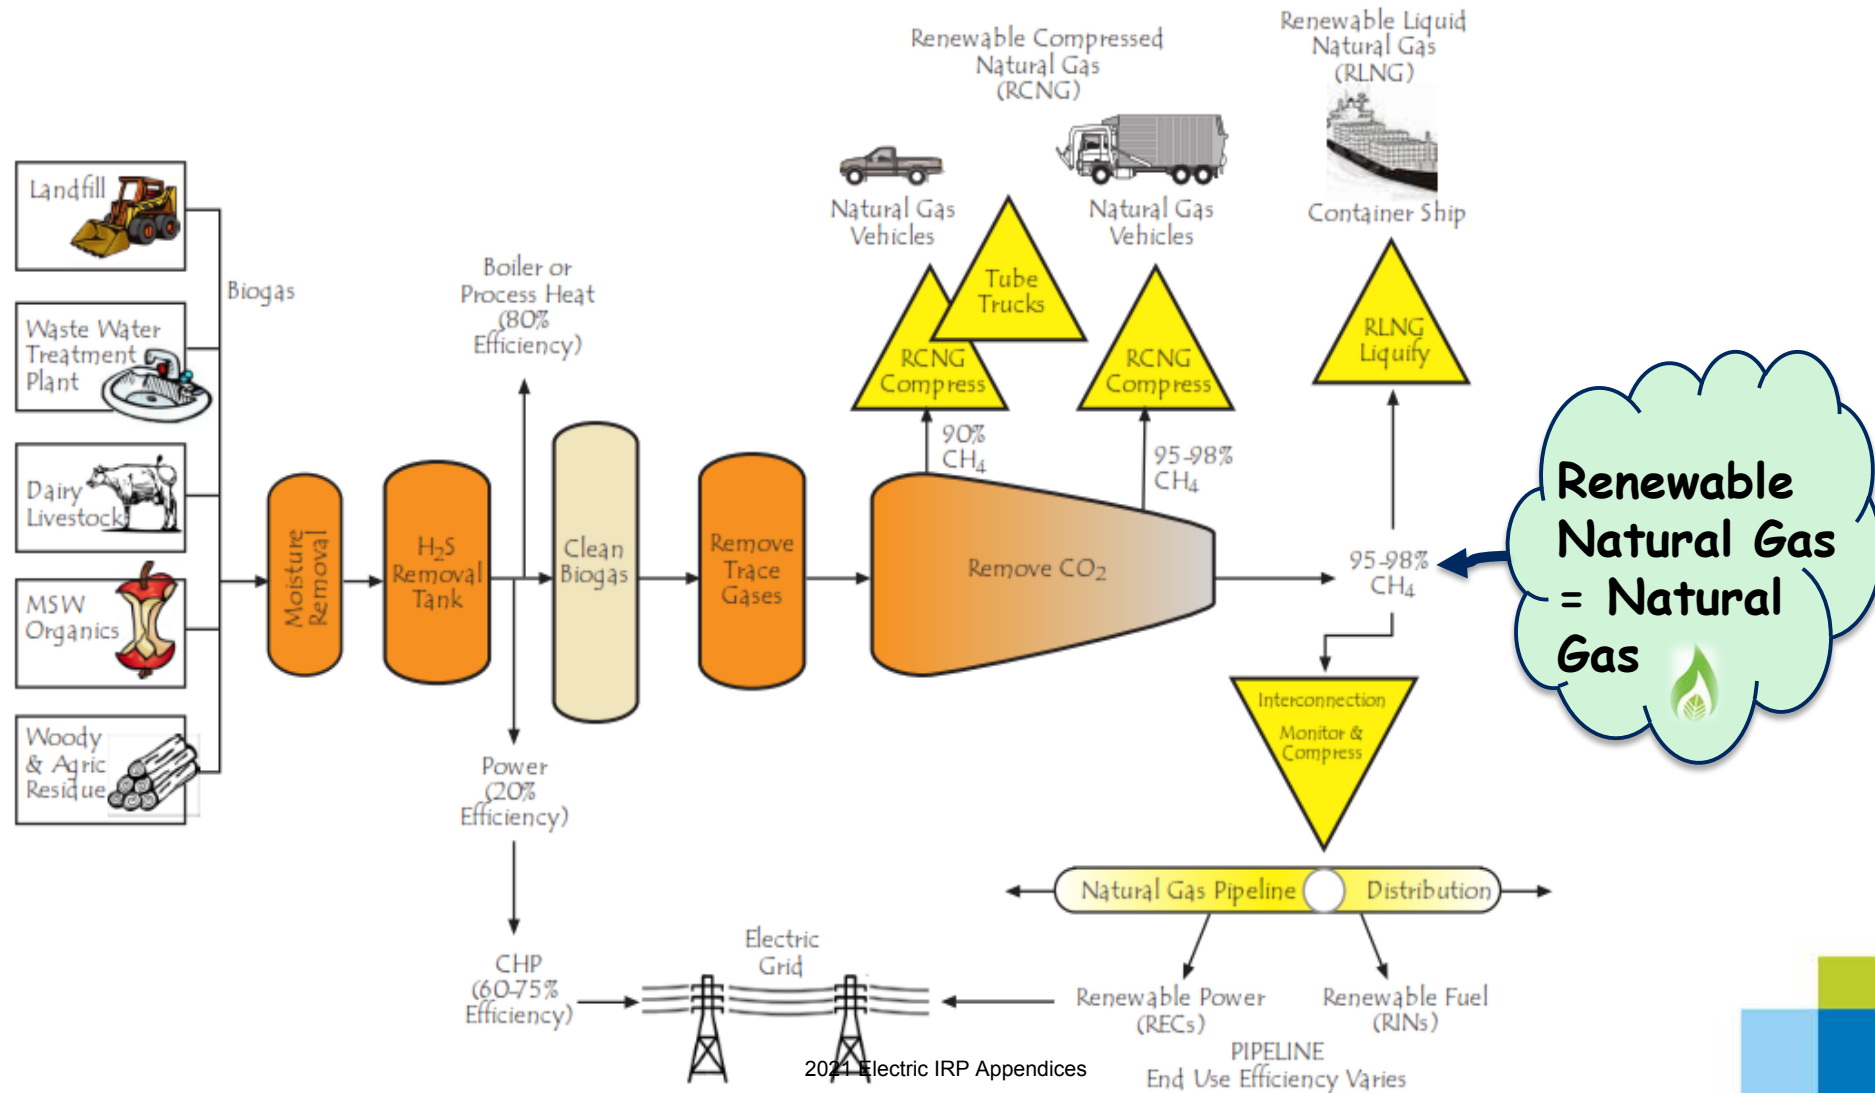 Renewable Compressed
Natural Gas
(RCNG)
Renewable Liquid
Natural Gas
(RLNG)
Natural Gas
Vehicles
Natural Gas
Vehicles
Container Ship
Landfill
Waste Water
Treatment
Plant
Dairy
Livestock
MSW
Organics
Woody
& Agric
Residue
Biogas
Boiler or
Process Heat
(80%
Efficiency)
Tube
Trucks
RCNG
Compress
RCNG
Compress
RLNG
Liquify
90%
CH4
95-98%
CH4
Moisture
Removal
H2S
Removal
Tank
Clean
Biogas
Remove
Trace
Gases
Remove CO2
95-98%
CH4
Renewable
Natural Gas
= Natural
Gas
Interconnection
Monitor &
Compress
Power
(20%
Efficiency)
Natural Gas Pipeline
Distribution
CHP
(60-75%
Efficiency)
Electric
Grid
Renewable Power
(RECs)
Renewable Fuel
(RINs)
PIPELINE
End Use Efficiency Varies
2021 Electric IRP Appendices